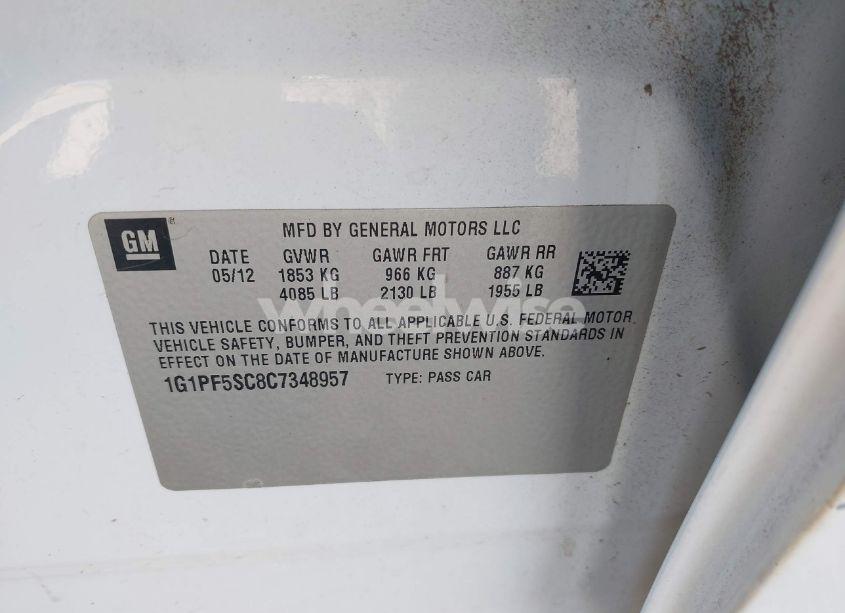 GM ®
MFD BY GENERAL MOTORS LLC
DATE GVWR GAWR FRT GAWR RR
05/12 1853 KG 966 KG 887 KG
4085 LB 2130 LB 1955 LB
wheelwise
THIS VEHICLE CONFORMS TO ALL APPLICABLE U.S. FEDERAL MOTOR
VEHICLE SAFETY, BUMPER, AND THEFT PREVENTION STANDARDS IN
EFFECT ON THE DATE OF MANUFACTURE SHOWN ABOVE.
1G1PF5SC8C7348957 TYPE: PASS CAR